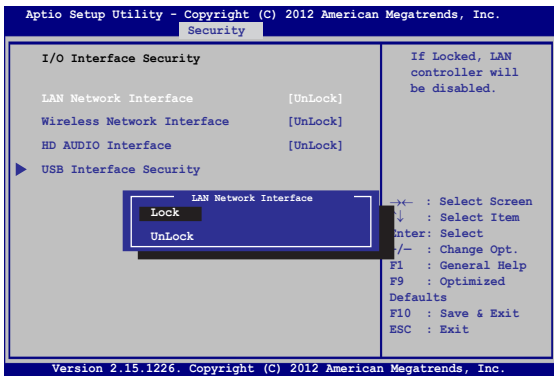 Aptio Setup Utility - Copyright (C) 2012 American Megatrends, Inc.
Security
I/O Interface Security
LAN Network Interface [UnLock]
Wireless Network Interface [UnLock]
HD AUDIO Interface [UnLock]
USB Interface Security
If Locked, LAN
controller will
be disabled.
LAN Network Interface
Lock
UnLock
→← : Select Screen
↓ : Select Item
nter: Select
/— : Change Opt.
F1 : General Help
F9 : Optimized
Defaults
F10 : Save & Exit
ESC : Exit
Version 2.15.1226. Copyright (C) 2012 American Megatrends, Inc.